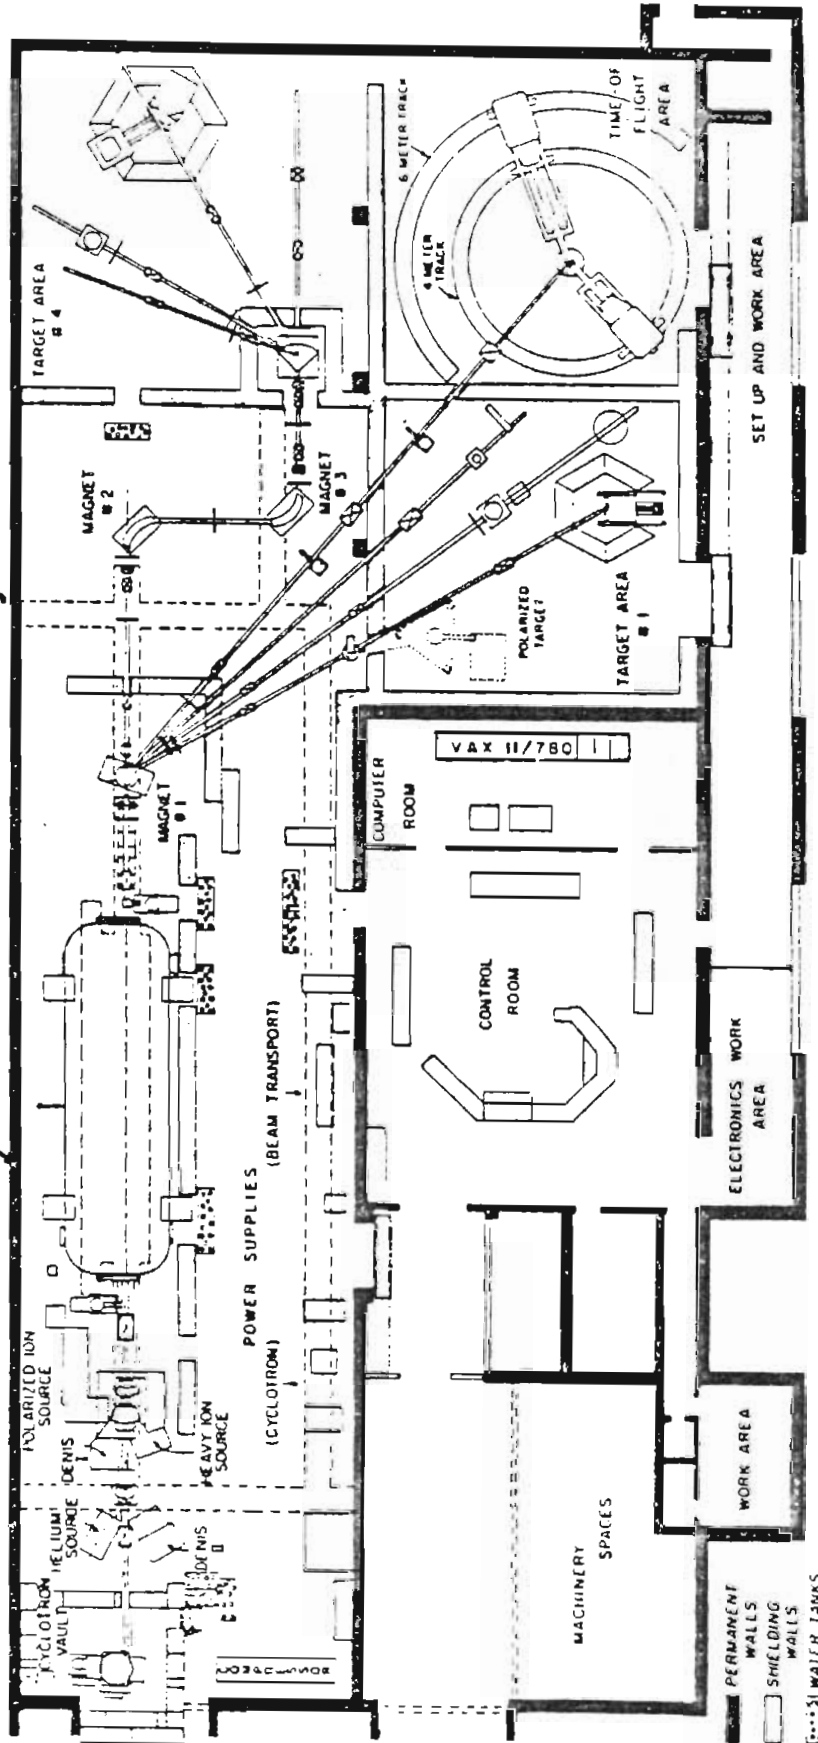 TIME-OF
FLIGHT
AREA
6 METER TRACK
4 METER
TRACK
TARGET AREA
# 4
SET UP AND WORK AREA
MAGNET
# 2
MAGNET
# 3
POLARIZED
TARGET
TARGET AREA
# 1
MAGNET
# 1
COMPUTER
ROOM
VAX 11/780
CONTROL
ROOM
ELECTRONICS WORK
AREA
POWER SUPPLIES
(BEAM TRANSPORT)
(CYCLOTRON)
POLARIZED ION
SOURCE
DENIS
I
HEAVY ION
SOURCE
HELIUM
SOURCE
DENIS
II
CYCLOTRON
VAULT
COMPRESSOR
MACHINERY
SPACES
WORK AREA
PERMANENT
WALLS
SHIELDING
WALLS
WATER TANKS